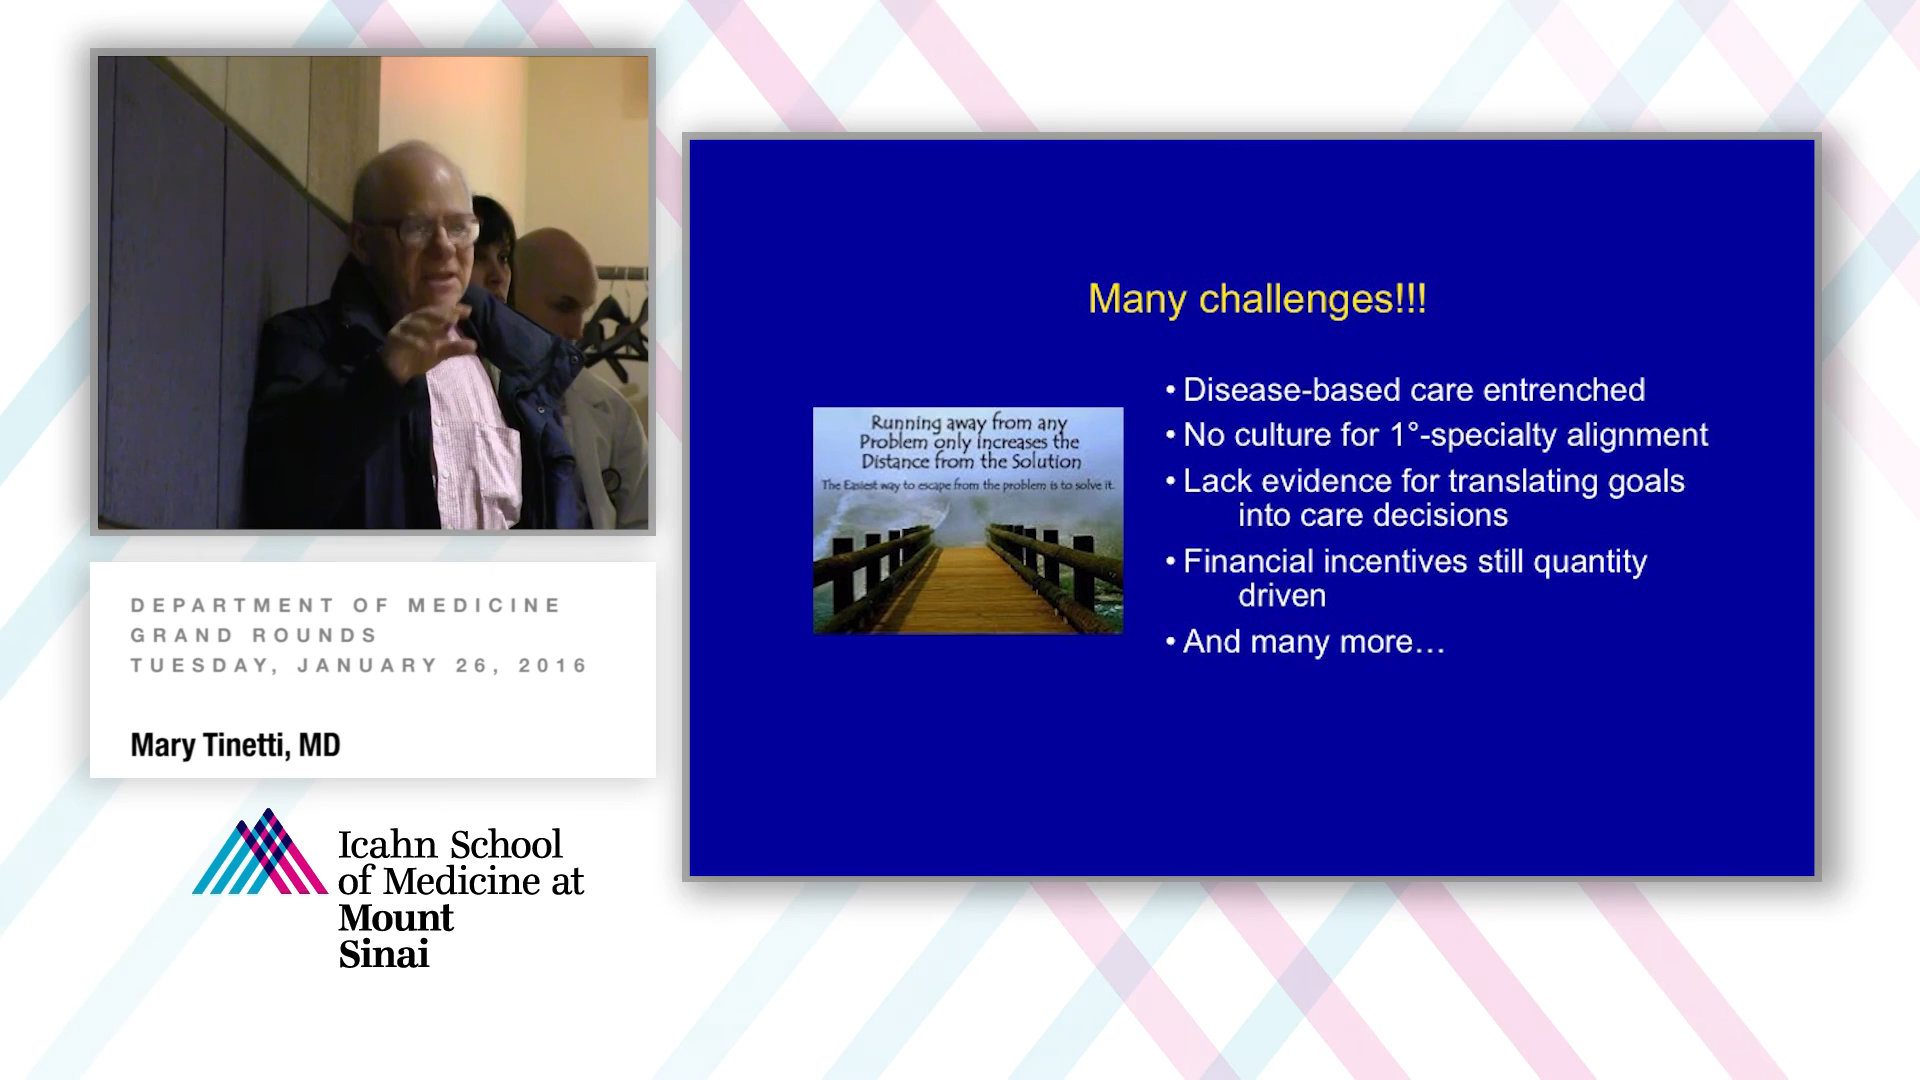 DEPARTMENT OF MEDICINE
GRAND ROUNDS
TUESDAY, JANUARY 26, 2016
Mary Tinetti, MD
Icahn School
of Medicine at
Mount
Sinai
Many challenges!!!
Running away from any
Problem only increases the
Distance from the Solution
The Easiest way to escape from the problem is to solve it.
• Disease-based care entrenched
• No culture for 1°-specialty alignment
• Lack evidence for translating goals
into care decisions
• Financial incentives still quantity
driven
• And many more…